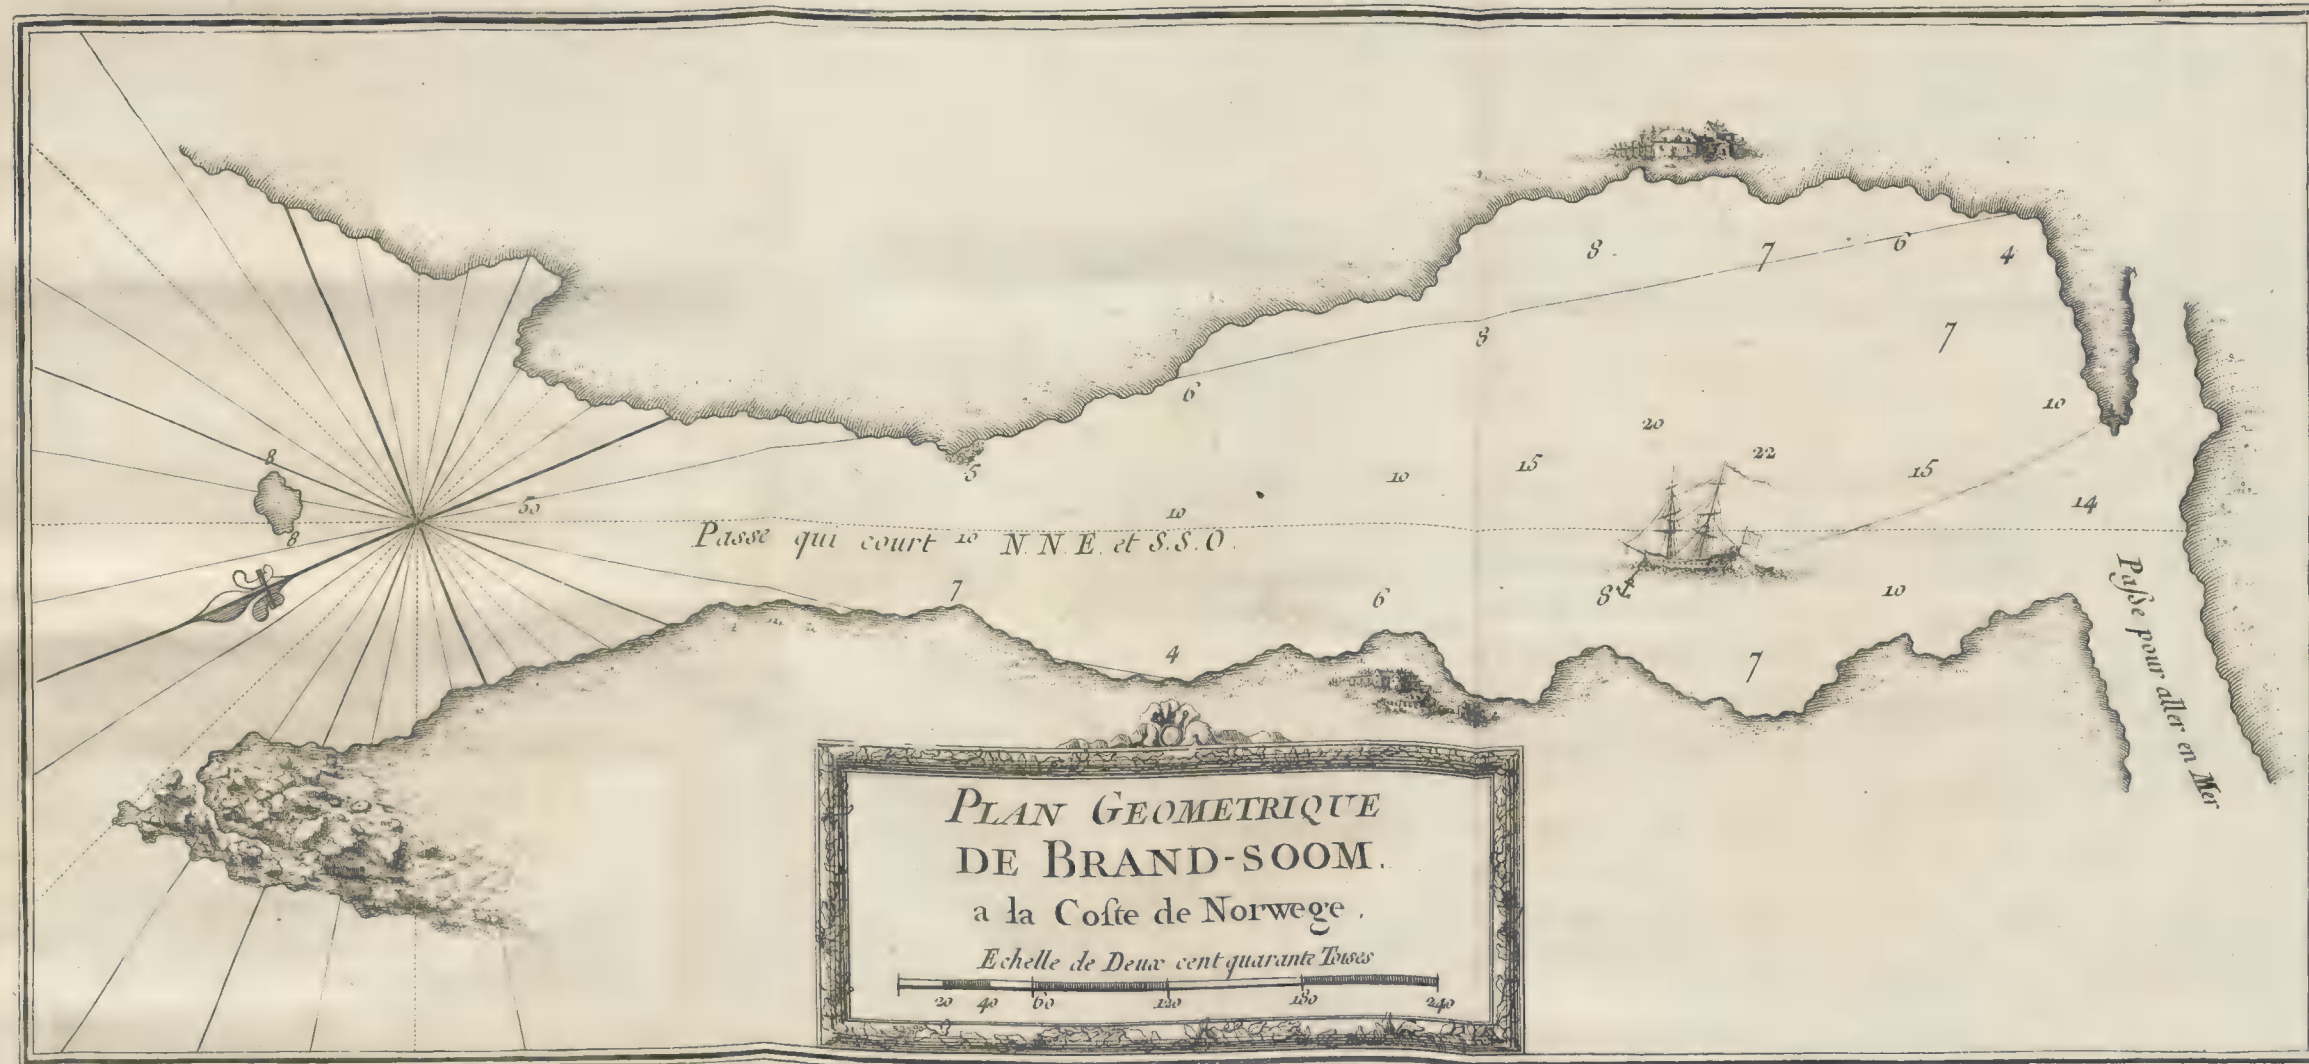 8 7 6 4
8 7
6 10
20
5 15 22 15
10
50 10 14
Passe qui court 10 N. N. E. et S. S. O.
8
8
7 6 8 10
4 7
Paſse pour aller en Mer
PLAN GEOMETRIQUE
DE BRAND-SOOM.
a la Coſte de Norwege.
Echelle de Deux cent quarante Toises
20 40 60 120 180 240